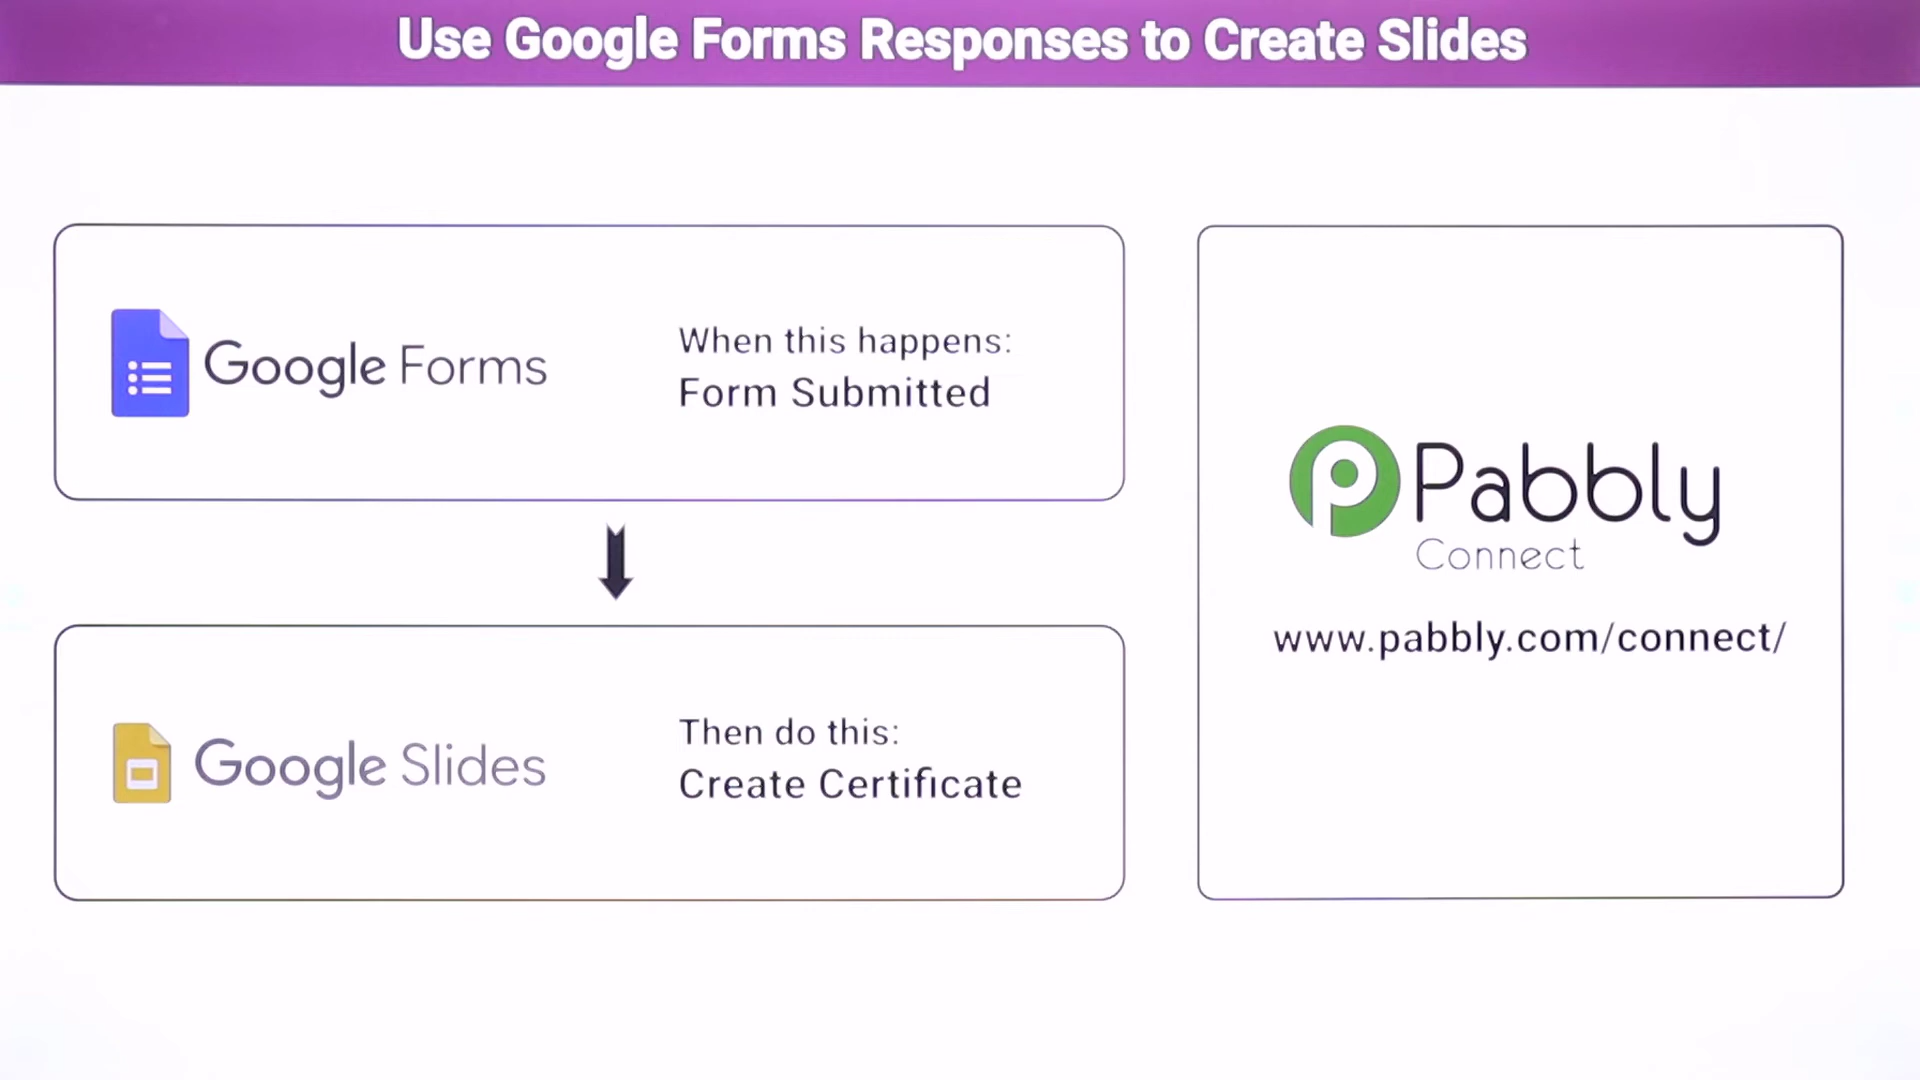 Use Google Forms Responses to Create Slides
Google Forms
When this happens:
Form Submitted
Google Slides
Then do this:
Create Certificate
Pabbly
Connect
www.pabbly.com/connect/